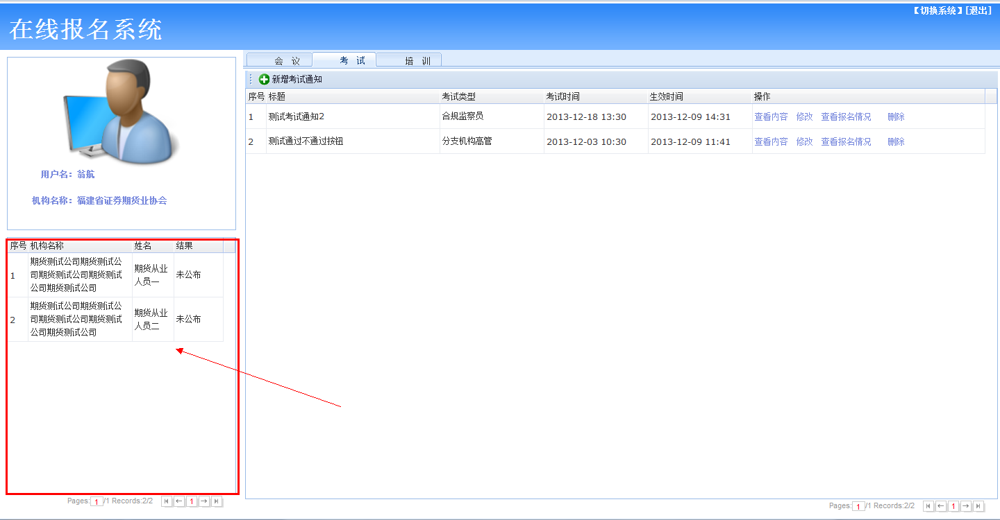 【切换系统】[退出]
在线报名系统
会 议
考 试
培 训
用户名：翁航
机构名称：福建省证券期货业协会
新增考试通知
序号 标题 考试类型 考试时间 生效时间 操作
1 测试考试通知2 合规监察员 2013-12-18 13:30 2013-12-09 14:31 查看内容 修改 查看报名情况 删除
2 测试通过不通过按钮 分支机构高管 2013-12-03 10:30 2013-12-09 11:41 查看内容 修改 查看报名情况 删除
序号 机构名称 姓名 结果
1
期货测试公司期货测试公
司期货测试公司期货测试
公司期货测试公司
期货从业
人员一
未公布
2
期货测试公司期货测试公
司期货测试公司期货测试
公司期货测试公司
期货从业
人员二
未公布
Pages: 1 /1 Records:2/2 1
Pages: 1 /1 Records:2/2 1